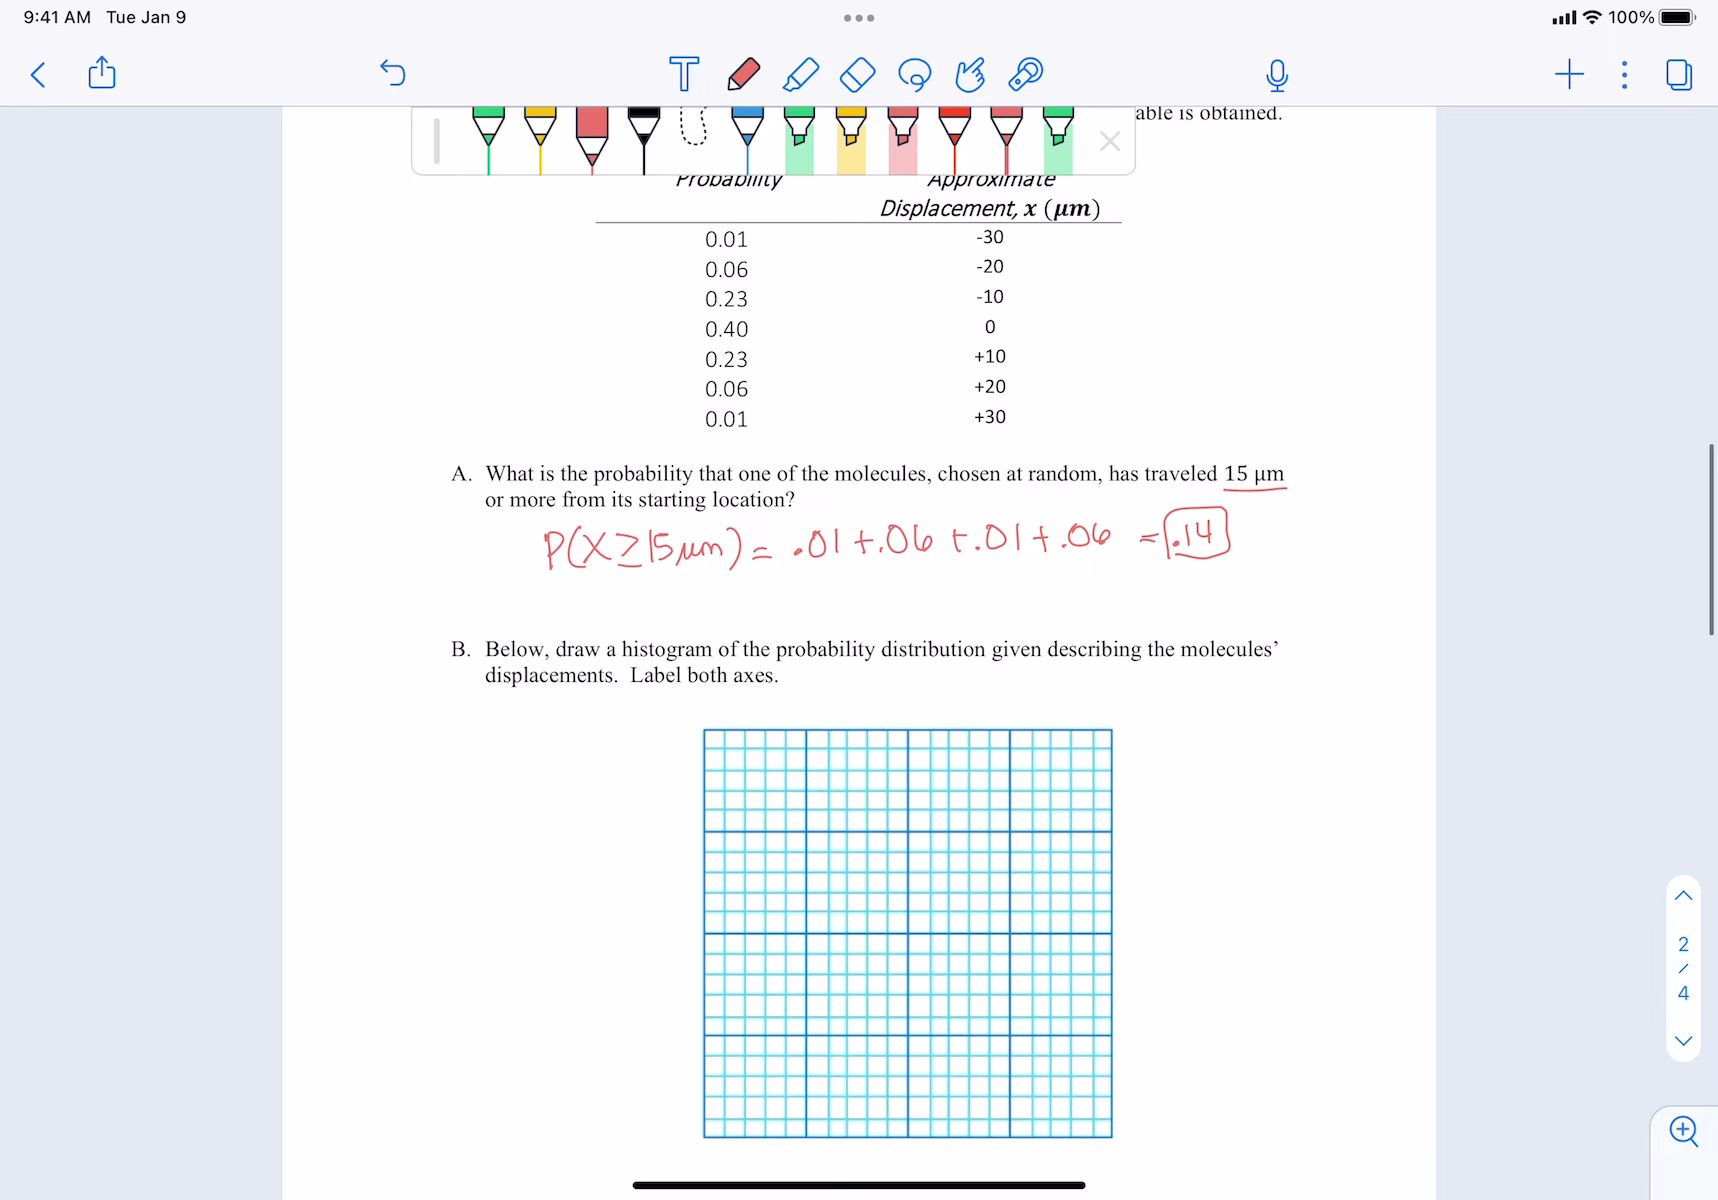 9:41 AM Tue Jan 9
100%
able is obtained.
Probability Approximate
Displacement, x (μm)
0.01 -30
0.06 -20
0.23 -10
0.40 0
0.23 +10
0.06 +20
0.01 +30
A. What is the probability that one of the molecules, chosen at random, has traveled 15 μm
or more from its starting location?
P(X ≥ 15 μm) = .01 + .06 + .01 + .06 = .14
B. Below, draw a histogram of the probability distribution given describing the molecules’
displacements. Label both axes.
2
/
4